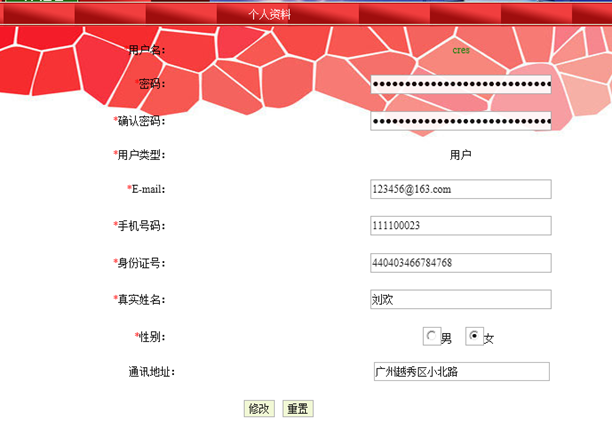 个人资料
用户名： cres
*密码： ●●●●●●●●●●●●●●●●●●●●●●●●●●●●
*确认密码： ●●●●●●●●●●●●●●●●●●●●●●●●●●●●
*用户类型： 用户
*E-mail： 123456@163.com
*手机号码： 111100023
*身份证号： 440403466784768
*真实姓名： 刘欢
*性别： 男 女
通讯地址： 广州越秀区小北路
修改 重置